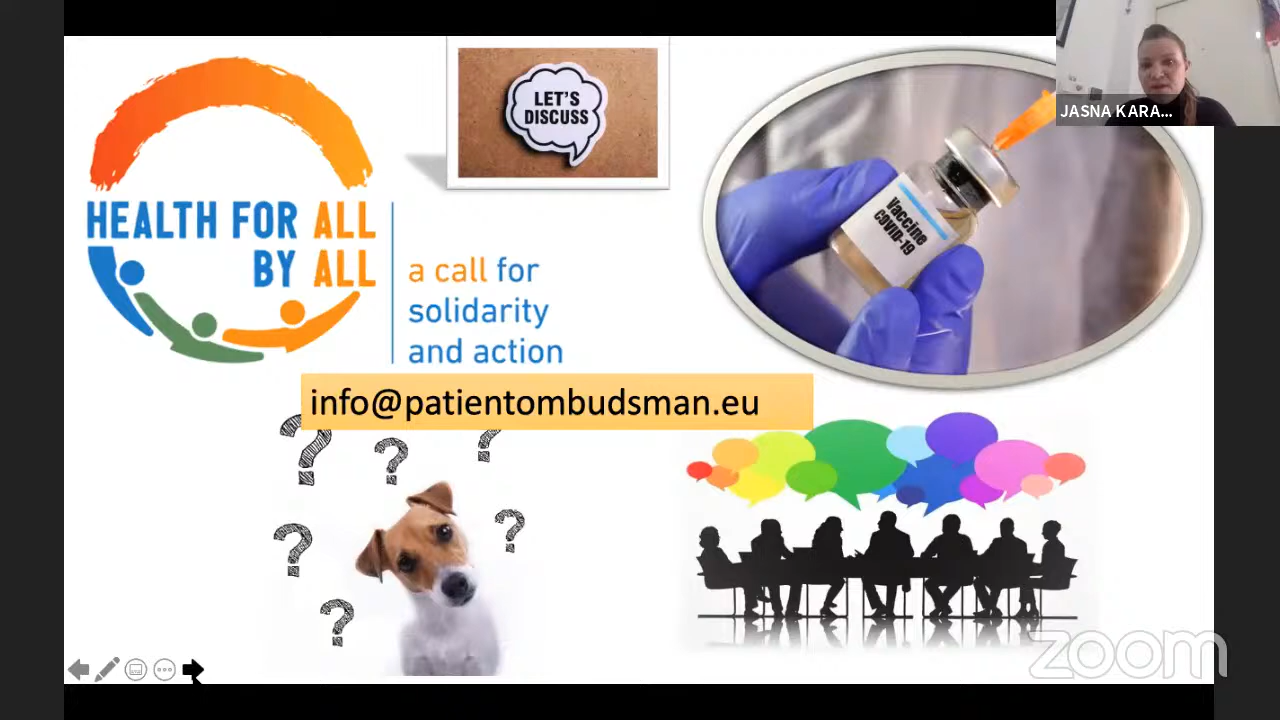 LET'S
DISCUSS
JASNA KARA...
HEALTH FOR ALL
BY ALL
a call for
solidarity
and action
Vaccine
COVID-19
info@patientombudsman.eu
? ? ?
? ?
?
zoom